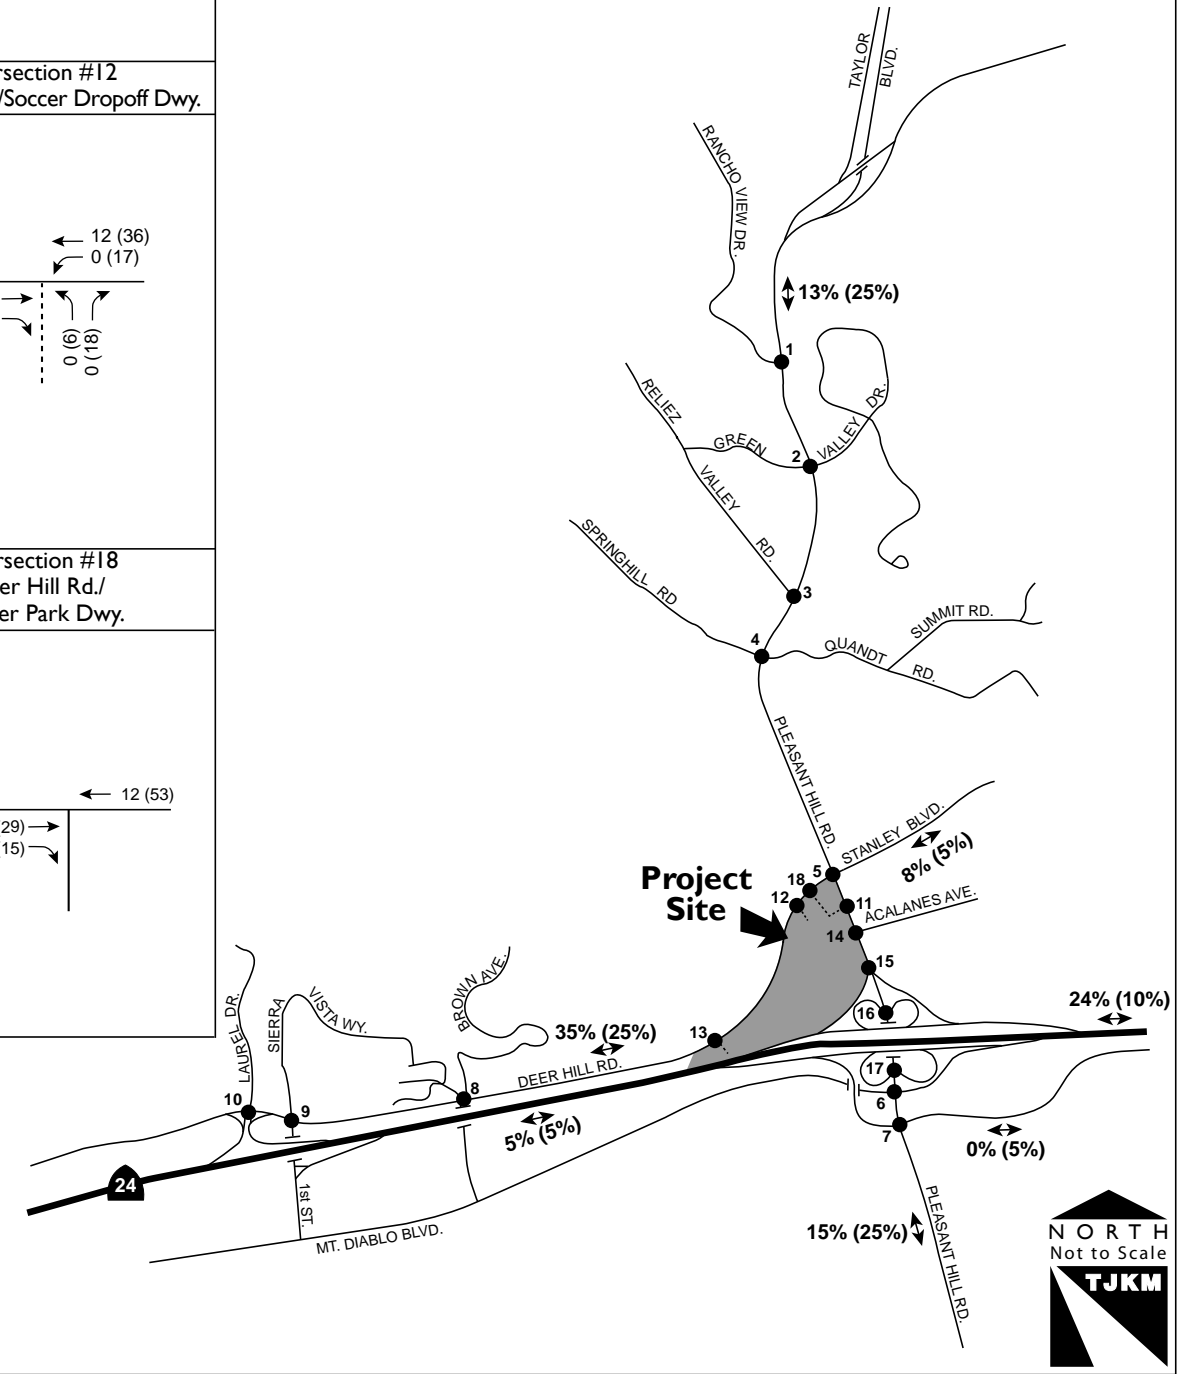 rsection #12
/Soccer Dropoff Dwy.
12 (36)
0 (17)
0 (6)
0 (18)
rsection #18
er Hill Rd./
er Park Dwy.
12 (53)
29)
15)
TAYLOR
BLVD.
RANCHO VIEW DR.
13% (25%)
1
RELIEZ
VALLEY
RD.
GREEN
VALLEY
DR.
2
SPRINGHILL RD
3
4
QUANDT
RD.
SUMMIT RD.
PLEASANT HILL RD.
STANLEY BLVD.
8% (5%)
5
18
12
11
Project
Site
ACALANES AVE.
14
15
16
24% (10%)
13
35% (25%)
DEER HILL RD.
BROWN AVE.
LAUREL DR.
SIERRA
VISTA WY.
17
8
10
9
6
7
5% (5%)
0% (5%)
24
1st ST.
MT. DIABLO BLVD.
15% (25%)
PLEASANT HILL RD.
NORTH
Not to Scale
TJKM